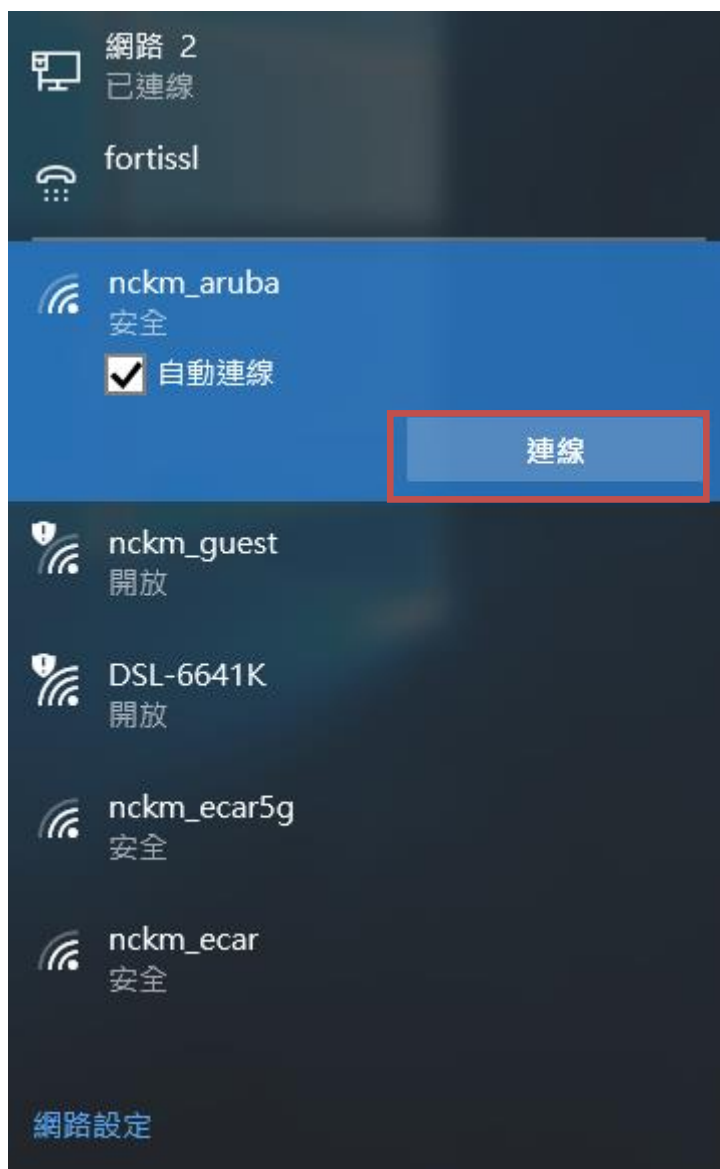 網路 2
已連線
fortissl
nckm_aruba
安全
自動連線
連線
nckm_guest
開放
DSL-6641K
開放
nckm_ecar5g
安全
nckm_ecar
安全
網路設定